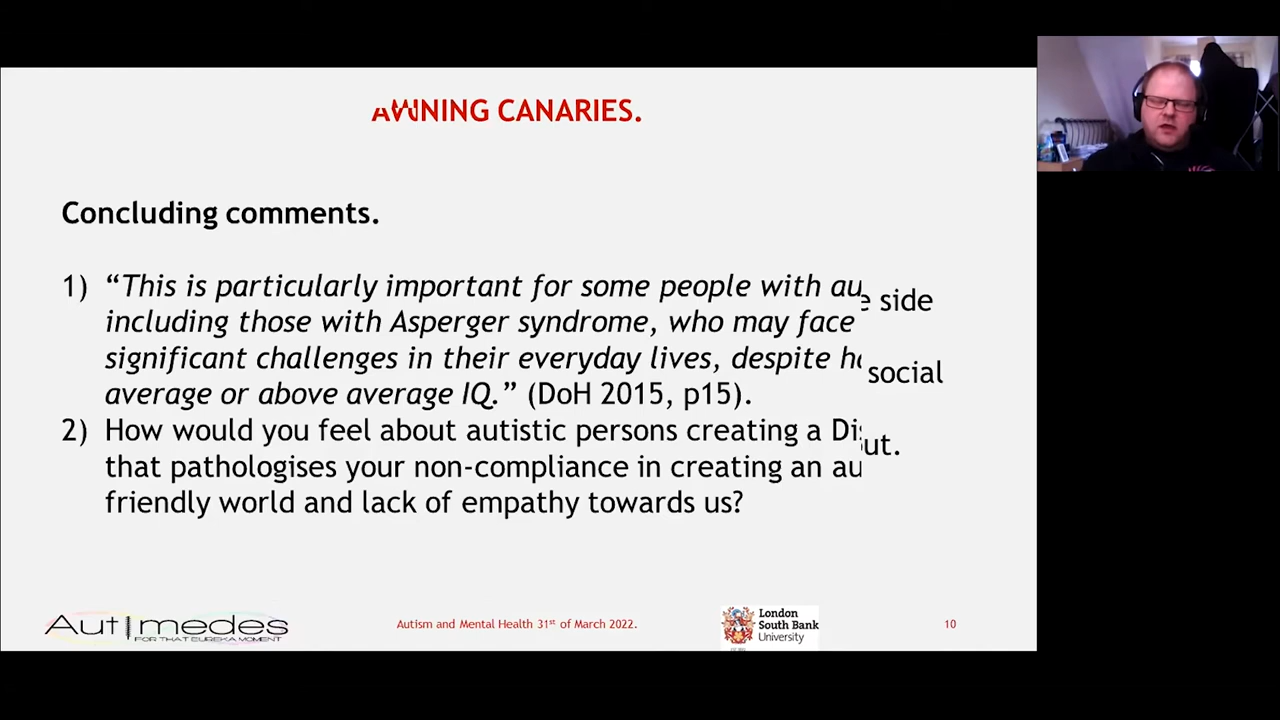 AWNING CANARIES.
Concluding comments.
1) “This is particularly important for some people with au e side
including those with Asperger syndrome, who may face
significant challenges in their everyday lives, despite ha social
average or above average IQ.” (DoH 2015, p15).
2) How would you feel about autistic persons creating a Dis ut.
that pathologises your non-compliance in creating an au
friendly world and lack of empathy towards us?
Autimedes
FOR THAT EUREKA MOMENT
Autism and Mental Health 31st of March 2022.
London
South Bank
University
10